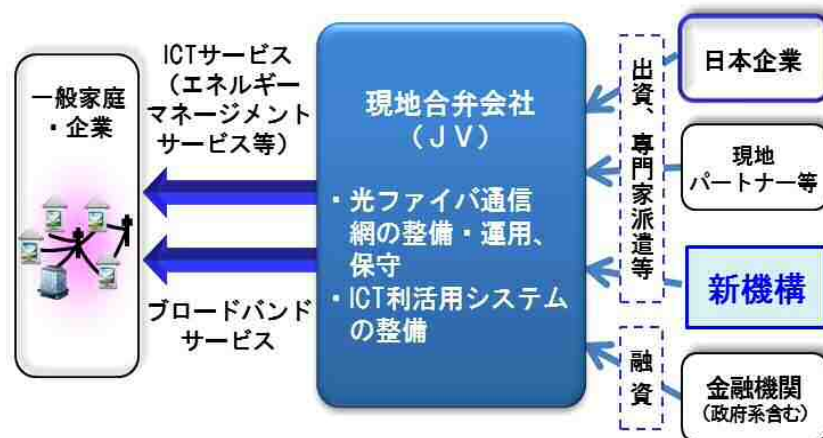 一般家庭
・企業
ICTサービス
（エネルギー
マネージメント
サービス等）
ブロードバンド
サービス
現地合弁会社
（ＪＶ）
・光ファイバ通信
網の整備・運用、
保守
・ICT利活用システム
の整備
出資、専門家派遣等
融資
日本企業
現地
パートナー等
新機構
金融機関
（政府系含む）